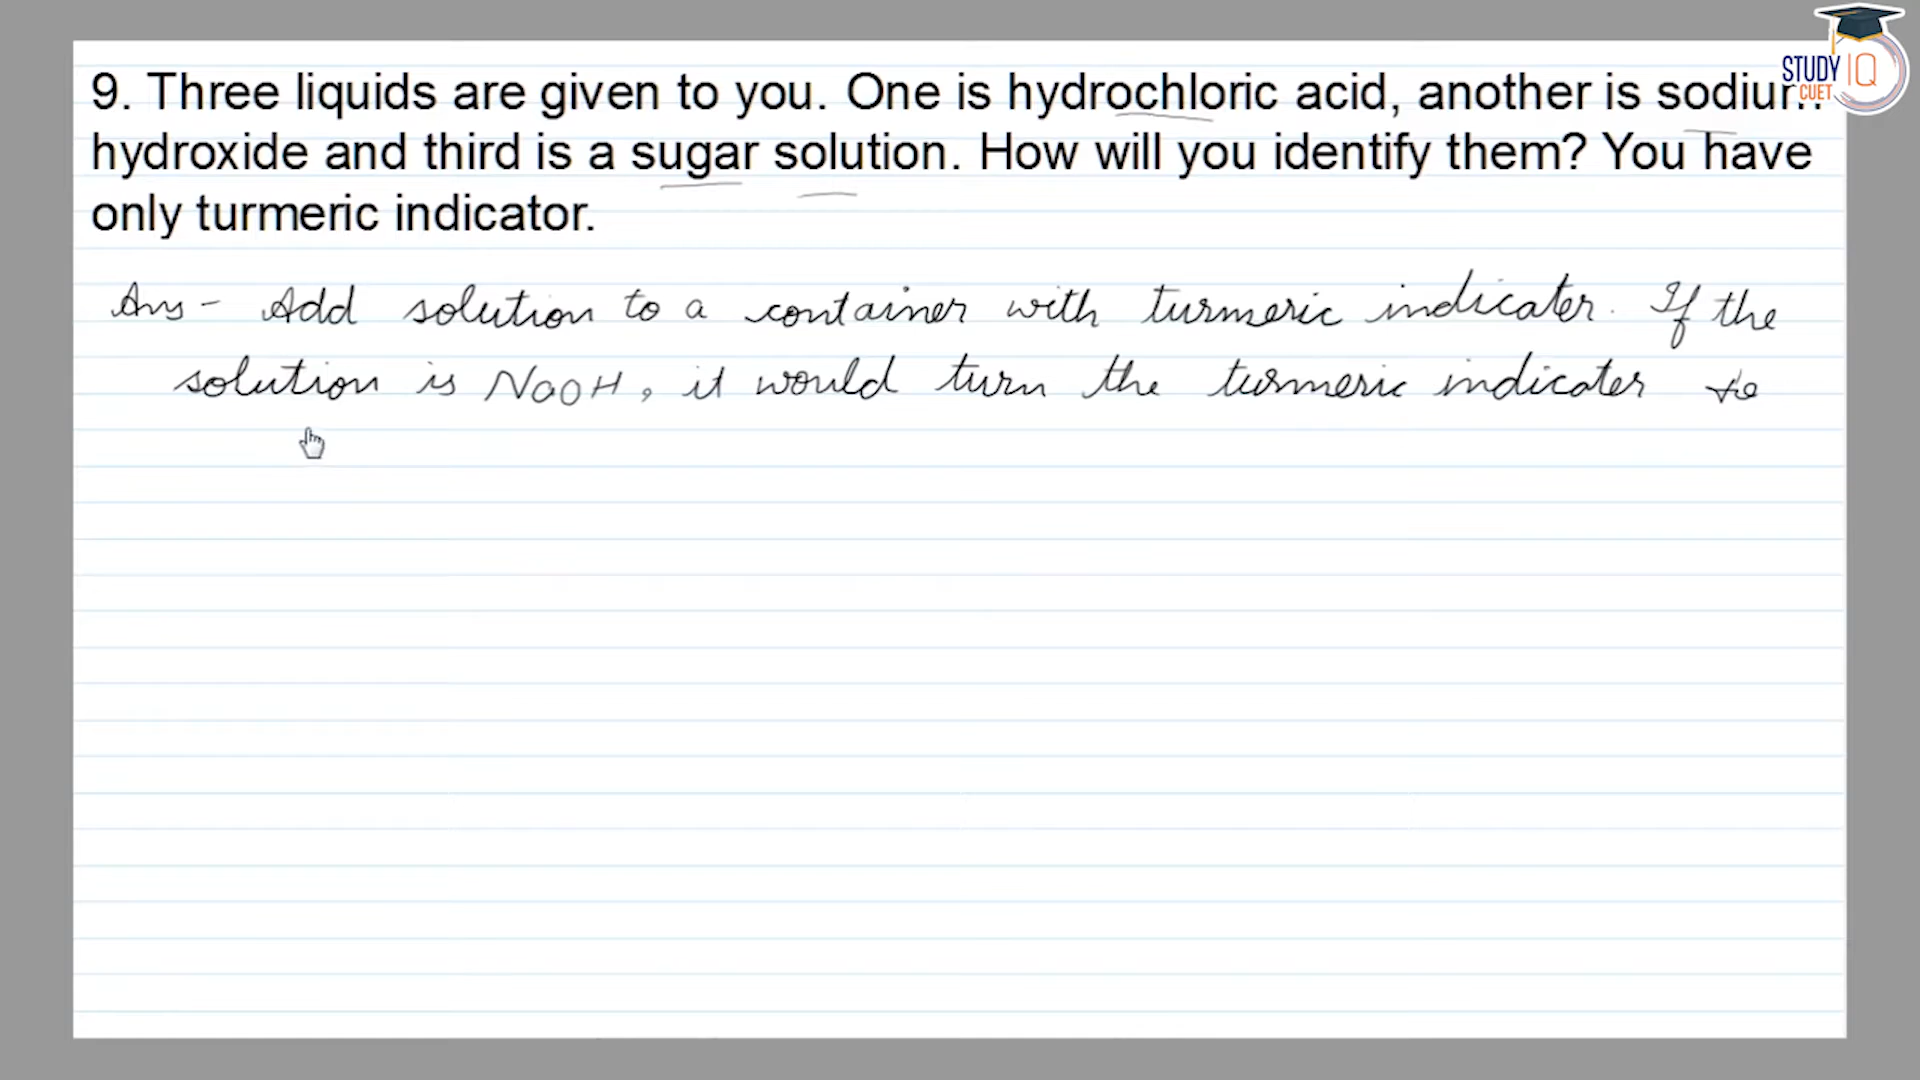 STUDY IQ
CUET
9. Three liquids are given to you. One is hydrochloric acid, another is sodium
hydroxide and third is a sugar solution. How will you identify them? You have
only turmeric indicator.
Ans - Add solution to a container with turmeric indicater. If the
solution is NaOH, it would turn the turmeric indicater to